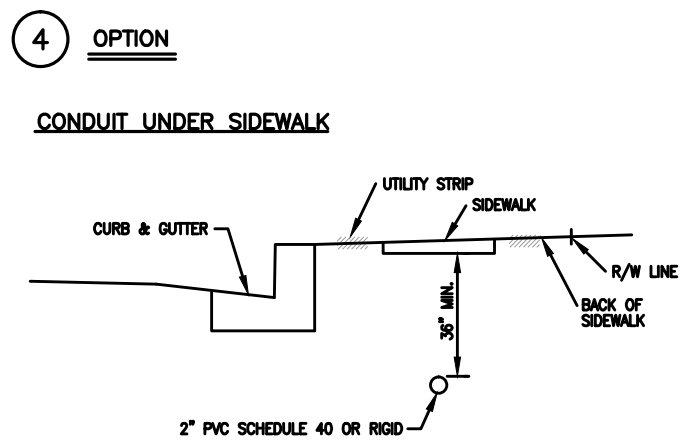 4 OPTION
CONDUIT UNDER SIDEWALK
UTILITY STRIP
SIDEWALK
CURB & GUTTER
R/W LINE
BACK OF
SIDEWALK
36" MIN.
2" PVC SCHEDULE 40 OR RIGID